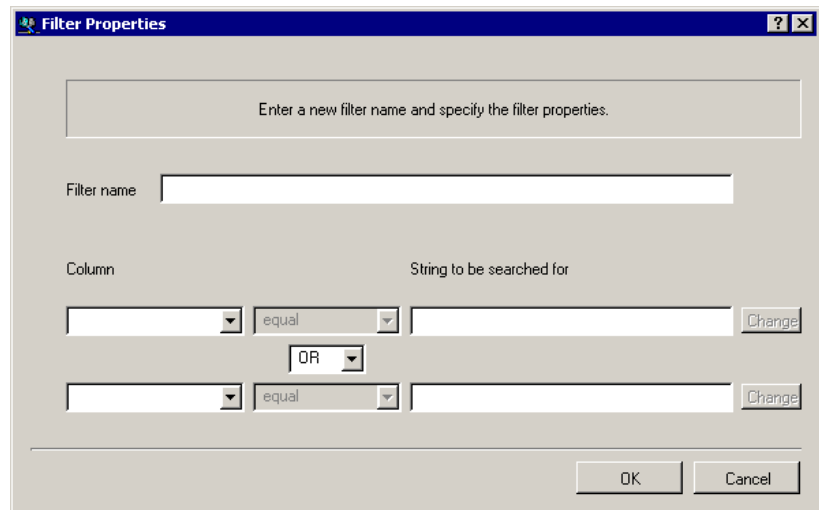 Filter Properties
Enter a new filter name and specify the filter properties.
Filter name
Column String to be searched for
equal Change
OR
equal Change
OK Cancel